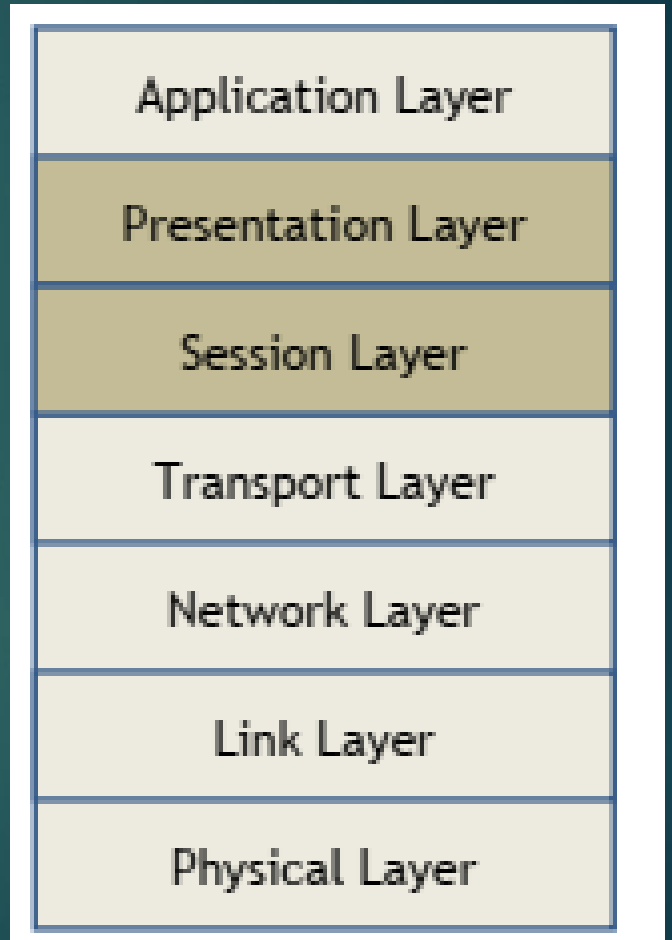 Application Layer
Presentation Layer
Session Layer
Transport Layer
Network Layer
Link Layer
Physical Layer